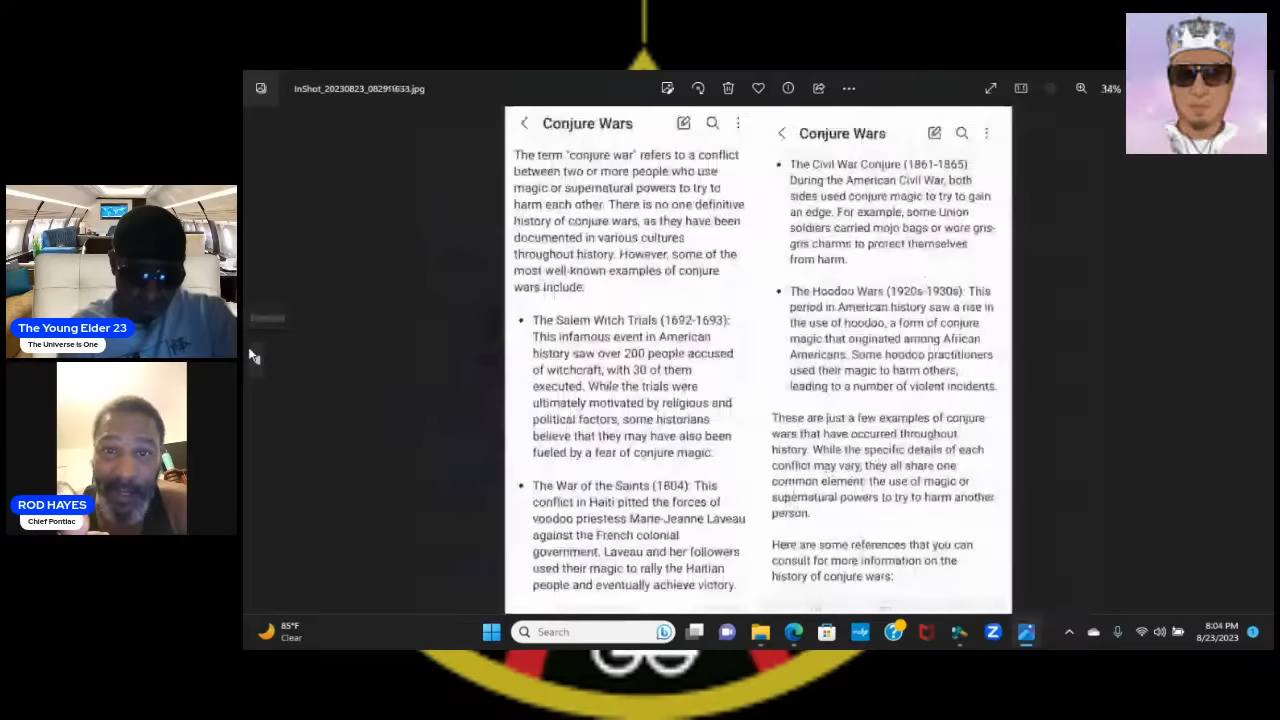 InShot_20230823_082911633.jpg
34%
Conjure Wars
The term "conjure war" refers to a conflict
between two or more people who use
magic or supernatural powers to try to
harm each other. There is no one definitive
history of conjure wars, as they have been
documented in various cultures
throughout history. However, some of the
most well-known examples of conjure
wars include:
• The Salem Witch Trials (1692-1693):
This infamous event in American
history saw over 200 people accused
of witchcraft, with 30 of them
executed. While the trials were
ultimately motivated by religious and
political factors, some historians
believe that they may have also been
fueled by a fear of conjure magic.
• The War of the Saints (1804): This
conflict in Haiti pitted the forces of
voodoo priestess Marie-Jeanne Laveau
against the French colonial
government. Laveau and her followers
used their magic to rally the Haitian
people and eventually achieve victory.
Conjure Wars
• The Civil War Conjure (1861-1865):
During the American Civil War, both
sides used conjure magic to try to gain
an edge. For example, some Union
soldiers carried mojo bags or wore gris-
gris charms to protect themselves
from harm.
• The Hoodoo Wars (1920s-1930s): This
period in American history saw a rise in
the use of hoodoo, a form of conjure
magic that originated among African
Americans. Some hoodoo practitioners
used their magic to harm others,
leading to a number of violent incidents.
These are just a few examples of conjure
wars that have occurred throughout
history. While the specific details of each
conflict may vary, they all share one
common element: the use of magic or
supernatural powers to try to harm another
person.
Here are some references that you can
consult for more information on the
history of conjure wars:
The Young Elder 23
The Universe is One
ROD HAYES
Chief Pontiac
85°F
Clear
Search
8:04 PM
8/23/2023